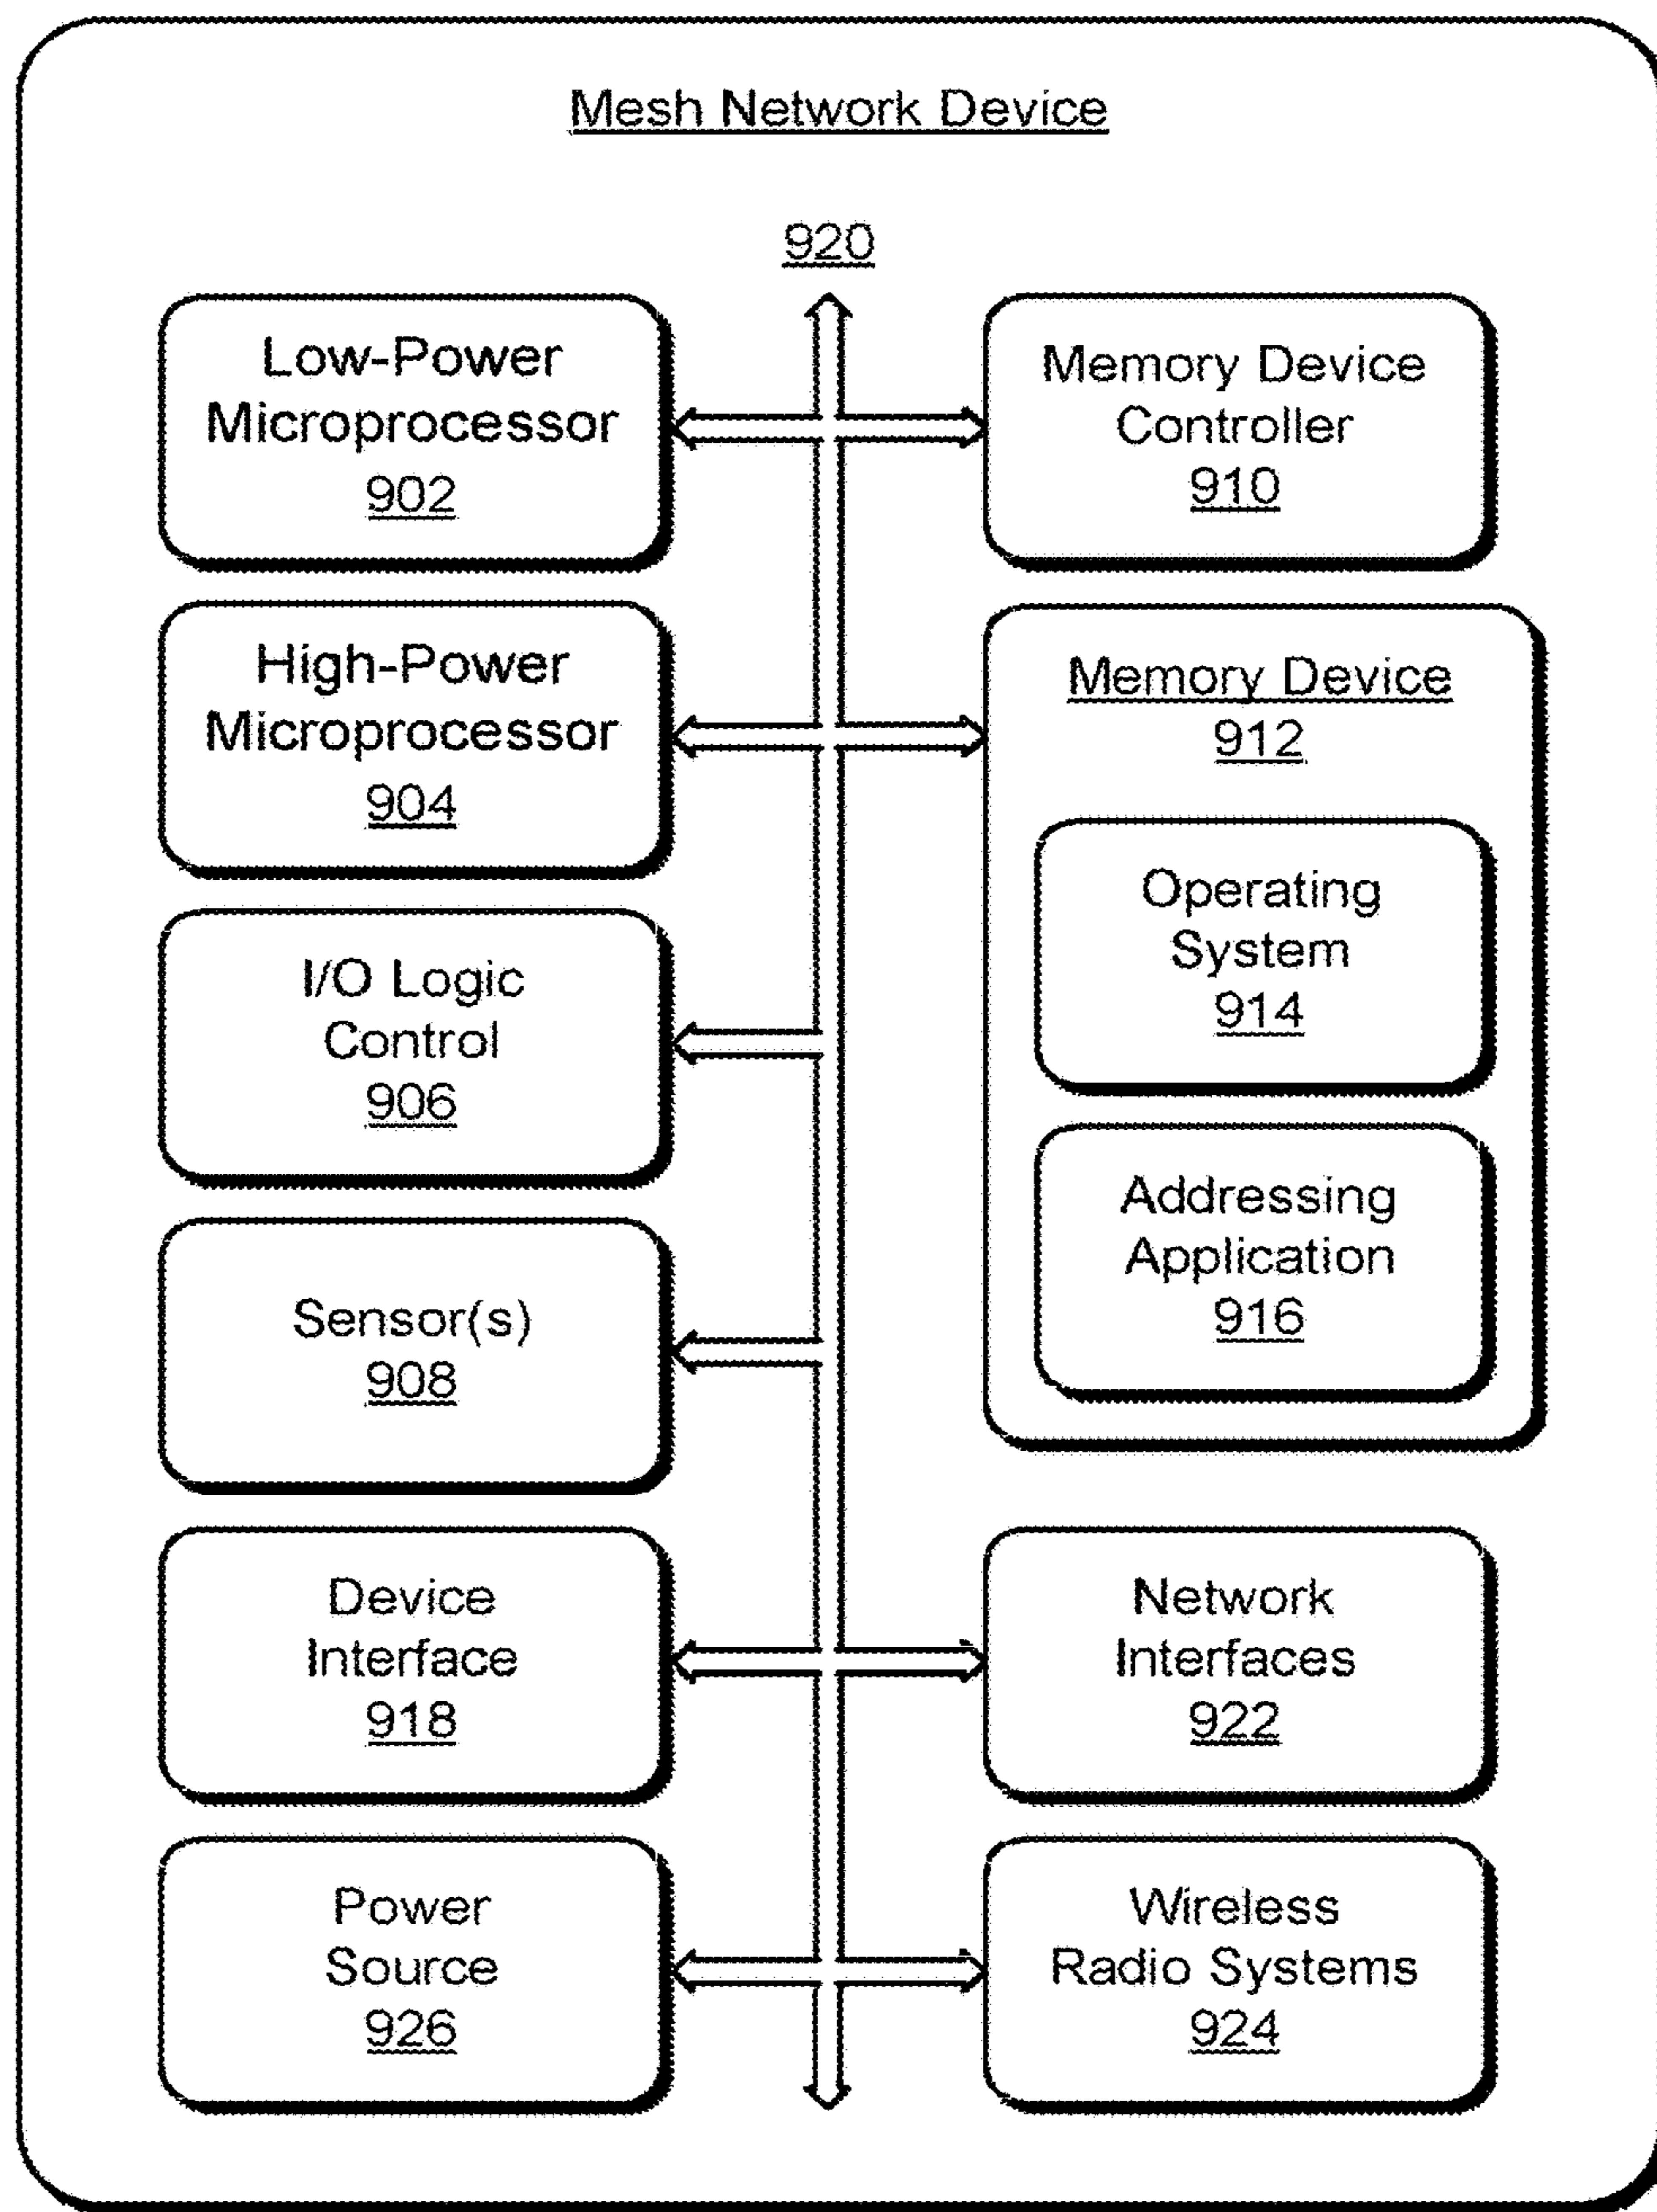 Mesh Network Device
920
Low-Power
Microprocessor
902
Memory Device
Controller
910
High-Power
Microprocessor
904
Memory Device
912
Operating
System
914
I/O Logic
Control
906
Addressing
Application
916
Sensor(s)
908
Device
Interface
918
Network
Interfaces
922
Power
Source
926
Wireless
Radio Systems
924